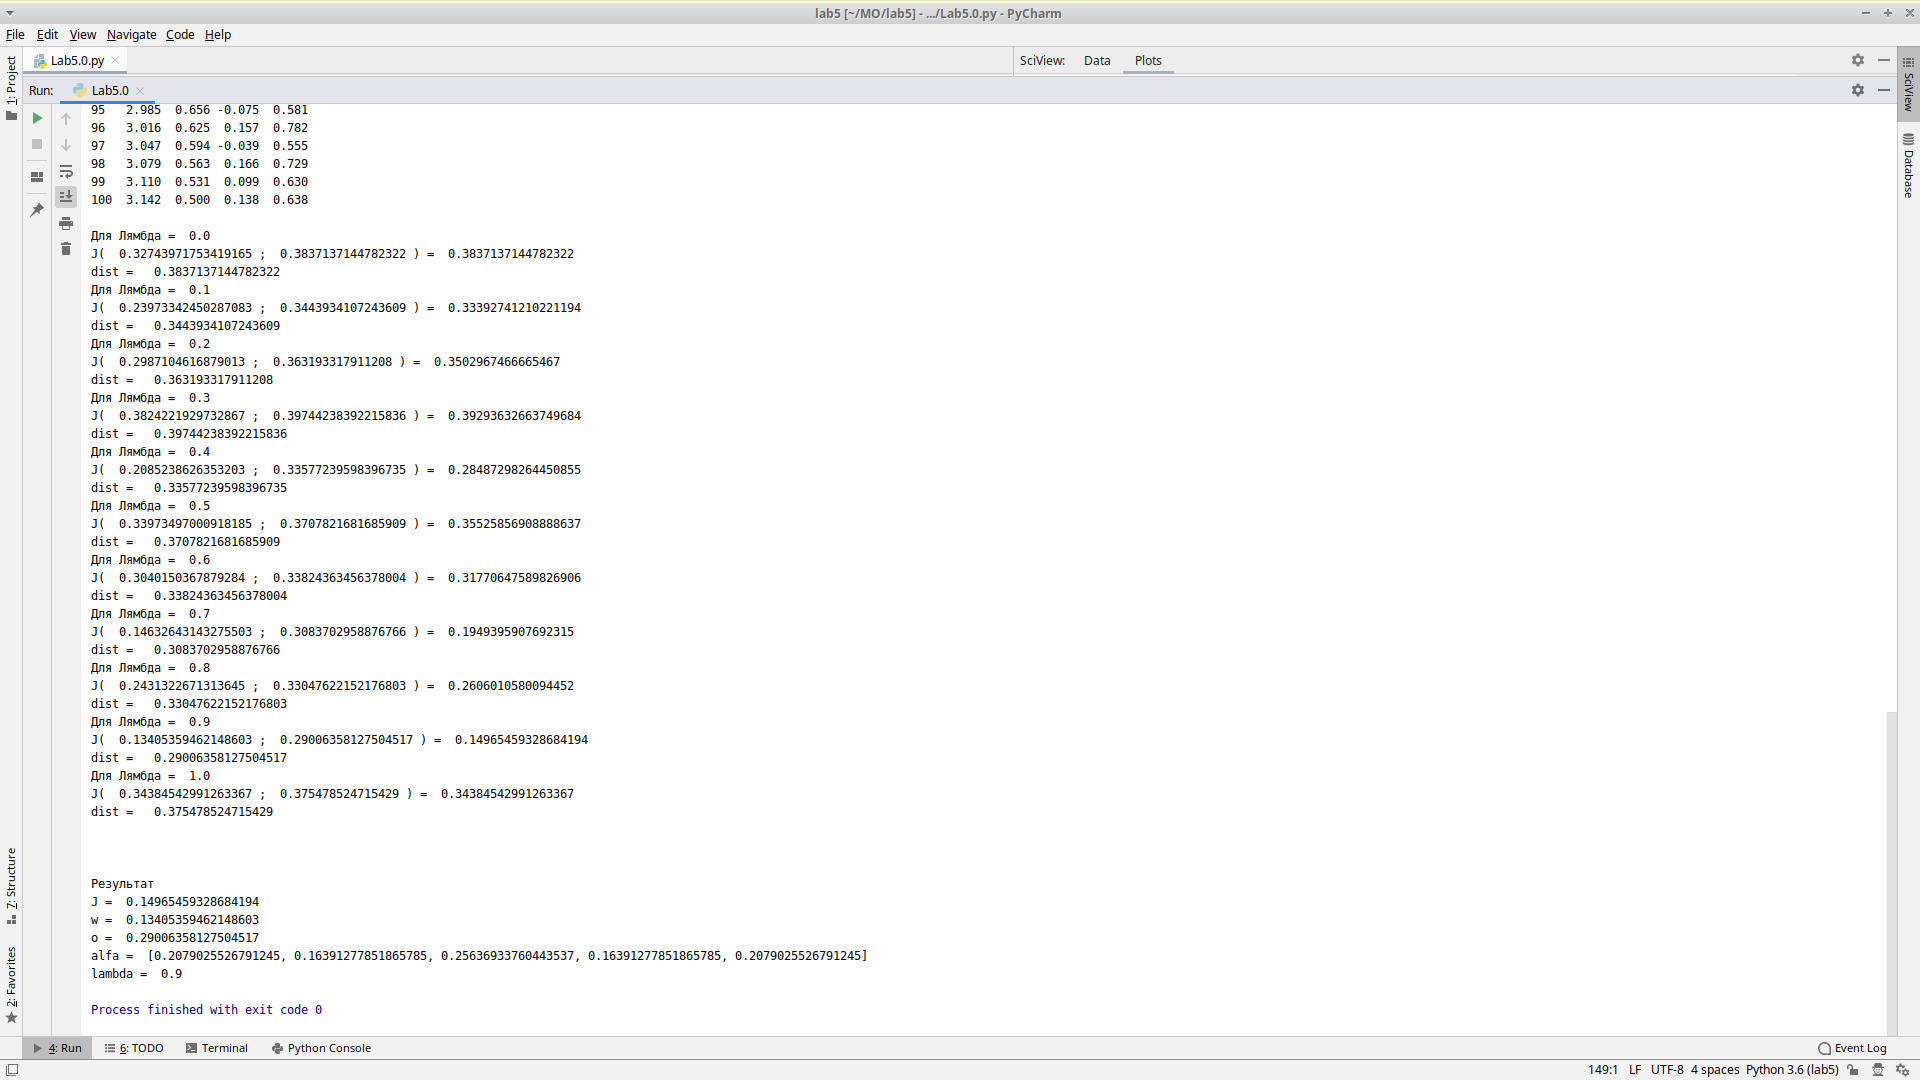 lab5 [~/MO/lab5] - .../Lab5.0.py - PyCharm
File Edit View Navigate Code Help
Lab5.0.py
SciView: Data Plots
Run: Lab5.0
1: Project
7: Structure
2: Favorites
SciView
Database
95 2.985 0.656 -0.075 0.581
96 3.016 0.625 0.157 0.782
97 3.047 0.594 -0.039 0.555
98 3.079 0.563 0.166 0.729
99 3.110 0.531 0.099 0.630
100 3.142 0.500 0.138 0.638
Для Лямбда = 0.0
J( 0.32743971753419165 ; 0.3837137144782322 ) = 0.3837137144782322
dist = 0.3837137144782322
Для Лямбда = 0.1
J( 0.23973342450287083 ; 0.3443934107243609 ) = 0.33392741210221194
dist = 0.3443934107243609
Для Лямбда = 0.2
J( 0.2987104616879013 ; 0.363193317911208 ) = 0.3502967466665467
dist = 0.363193317911208
Для Лямбда = 0.3
J( 0.3824221929732867 ; 0.39744238392215836 ) = 0.39293632663749684
dist = 0.39744238392215836
Для Лямбда = 0.4
J( 0.2085238626353203 ; 0.33577239598396735 ) = 0.28487298264450855
dist = 0.33577239598396735
Для Лямбда = 0.5
J( 0.33973497000918185 ; 0.3707821681685909 ) = 0.35525856908888637
dist = 0.3707821681685909
Для Лямбда = 0.6
J( 0.3040150367879284 ; 0.33824363456378004 ) = 0.31770647589826906
dist = 0.33824363456378004
Для Лямбда = 0.7
J( 0.14632643143275503 ; 0.3083702958876766 ) = 0.1949395907692315
dist = 0.3083702958876766
Для Лямбда = 0.8
J( 0.2431322671313645 ; 0.33047622152176803 ) = 0.2606010580094452
dist = 0.33047622152176803
Для Лямбда = 0.9
J( 0.13405359462148603 ; 0.29006358127504517 ) = 0.14965459328684194
dist = 0.29006358127504517
Для Лямбда = 1.0
J( 0.34384542991263367 ; 0.375478524715429 ) = 0.34384542991263367
dist = 0.375478524715429
Результат
J = 0.14965459328684194
w = 0.13405359462148603
o = 0.29006358127504517
alfa = [0.2079025526791245, 0.16391277851865785, 0.25636933760443537, 0.16391277851865785, 0.2079025526791245]
lambda = 0.9
Process finished with exit code 0
4: Run 6: TODO Terminal Python Console Event Log
149:1 LF UTF-8 4 spaces Python 3.6 (lab5)